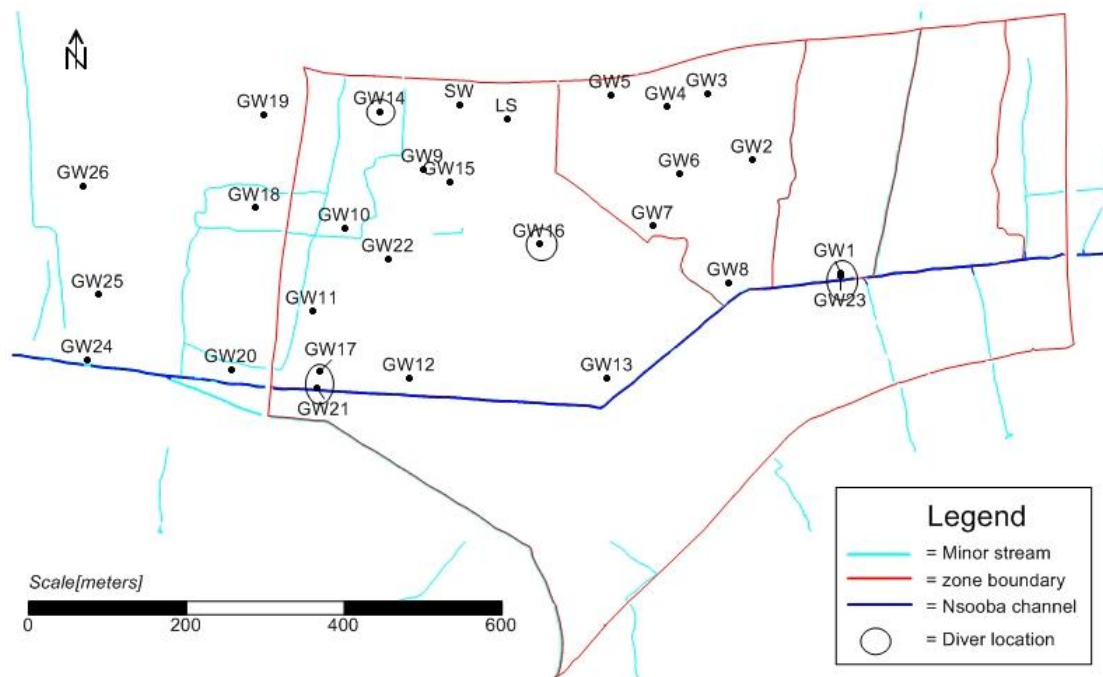 N
GW5
GW3
GW14
SW
LS
GW4
GW19
GW2
GW9
GW15
GW6
GW26
GW18
GW10
GW16
GW7
GW22
GW1
GW8
GW25
GW23
GW11
GW24
GW20
GW17
GW12
GW13
GW21
Legend
= Minor stream
= zone boundary
= Nsooba channel
= Diver location
Scale[meters]
0 200 400 600